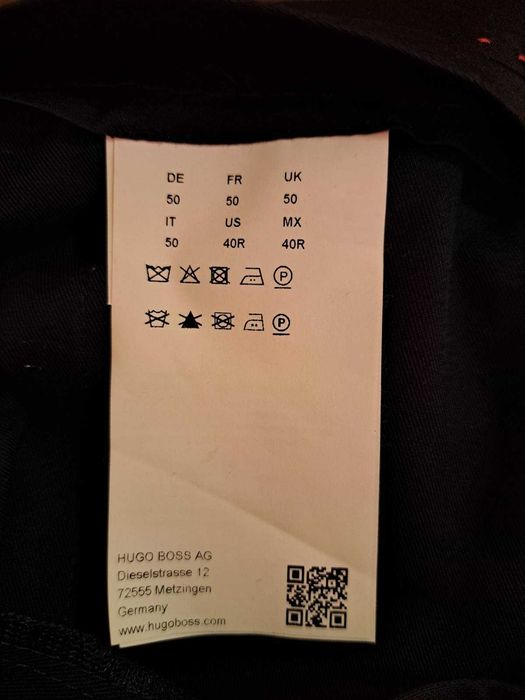 DE FR UK
50 50 50
IT US MX
50 40R 40R
P
P
HUGO BOSS AG
Dieselstrasse 12
72555 Metzingen
Germany
www.hugoboss.com